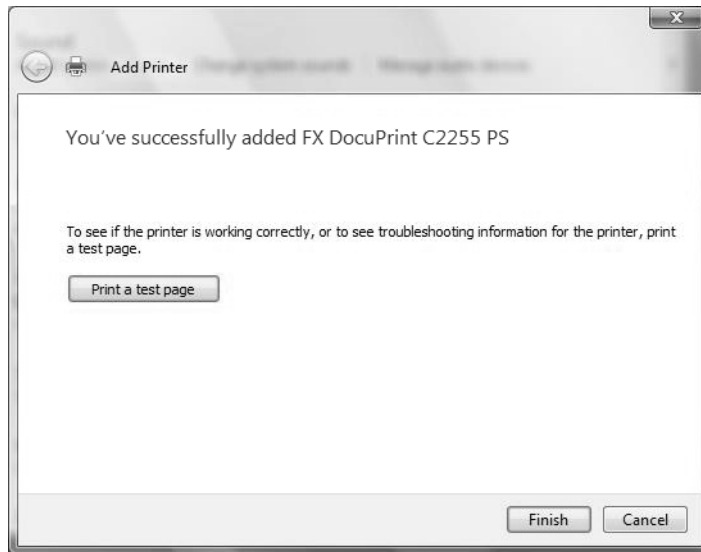 Add Printer
You've successfully added FX DocuPrint C2255 PS
To see if the printer is working correctly, or to see troubleshooting information for the printer, print
a test page.
Print a test page
Finish
Cancel